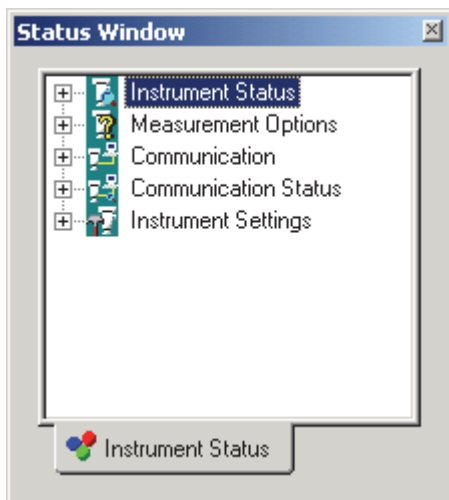 Status Window
Instrument Status
Measurement Options
Communication
Communication Status
Instrument Settings
Instrument Status